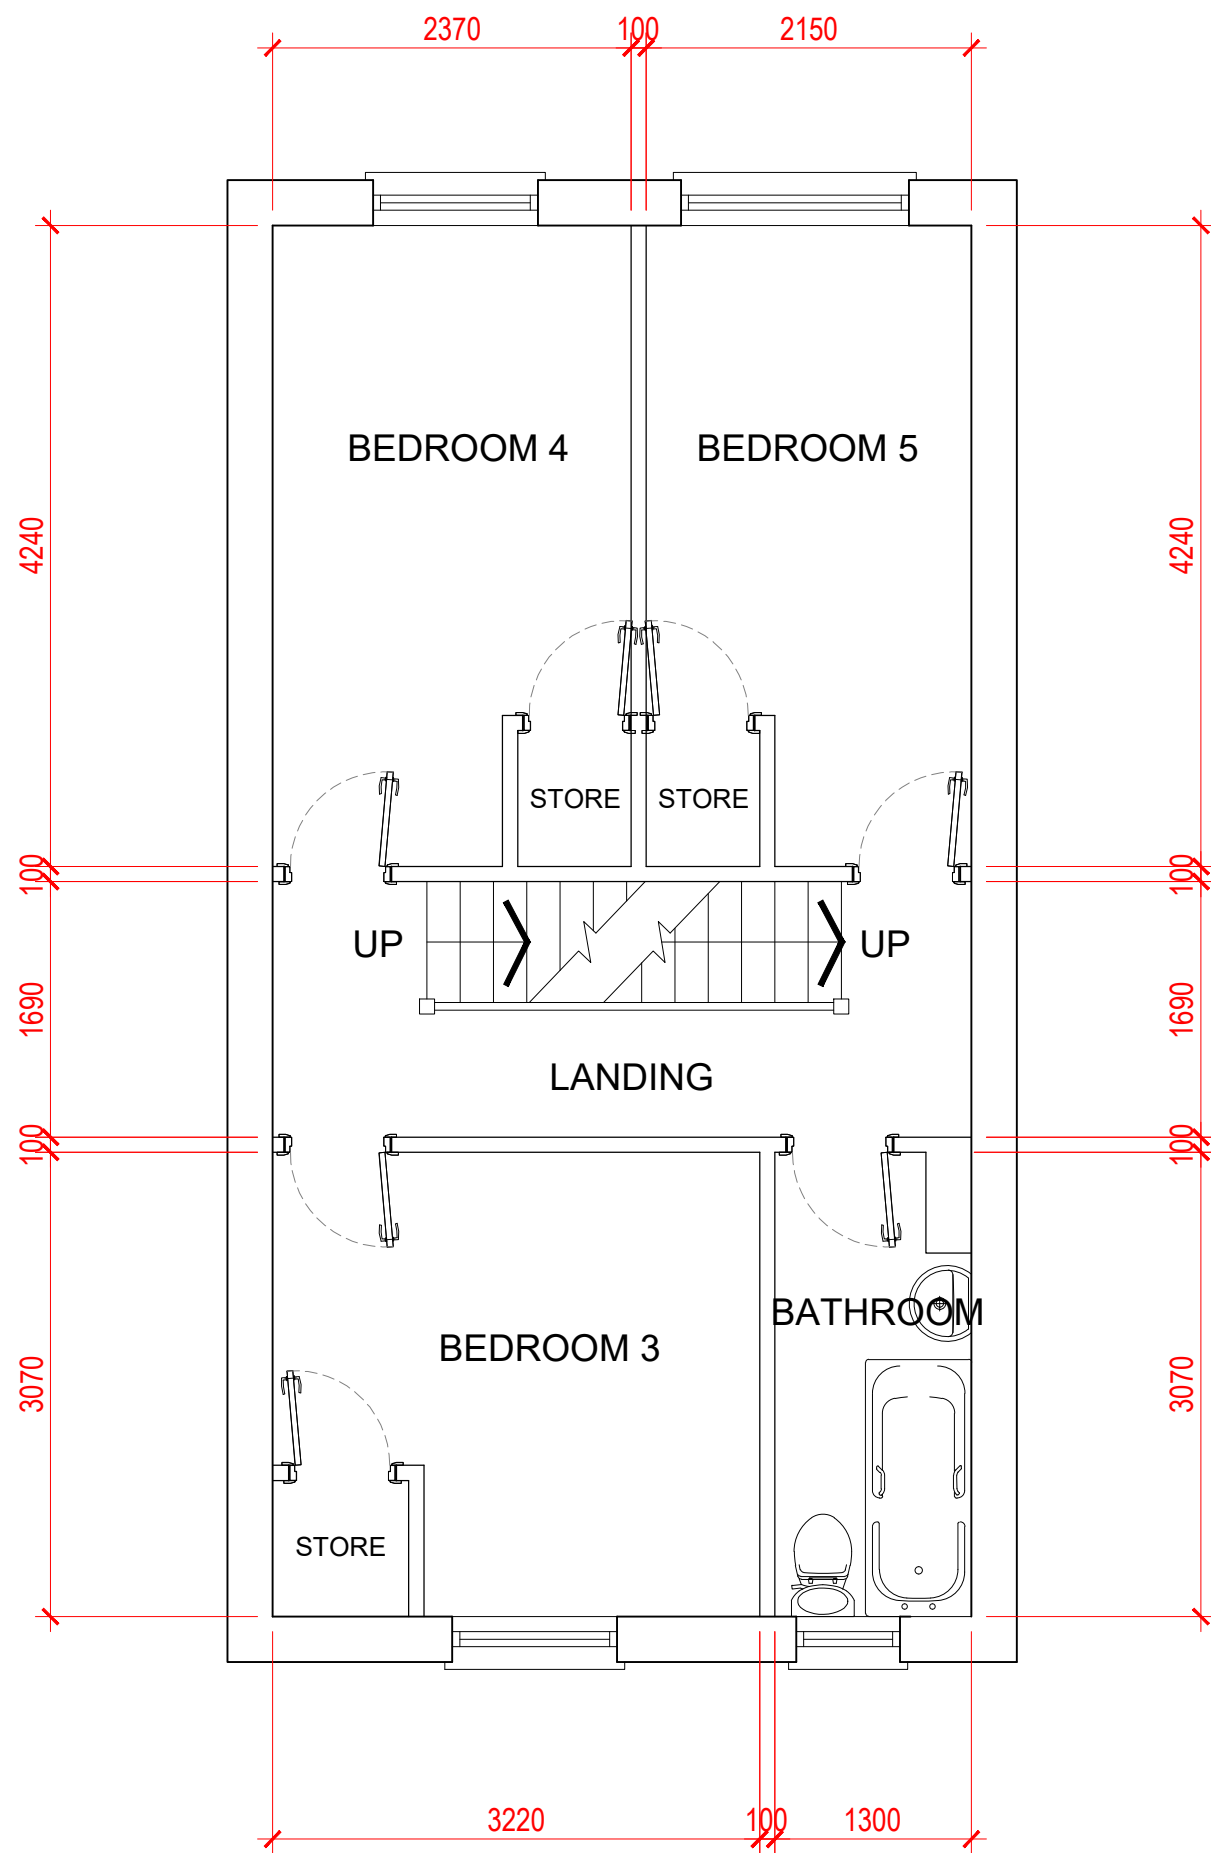 2370 100 2150
BEDROOM 4 BEDROOM 5
4240 4240
STORE STORE
100 100
UP UP
1690 1690
LANDING
100 100
BATHROOM
BEDROOM 3
3070 3070
STORE
3220 100 1300